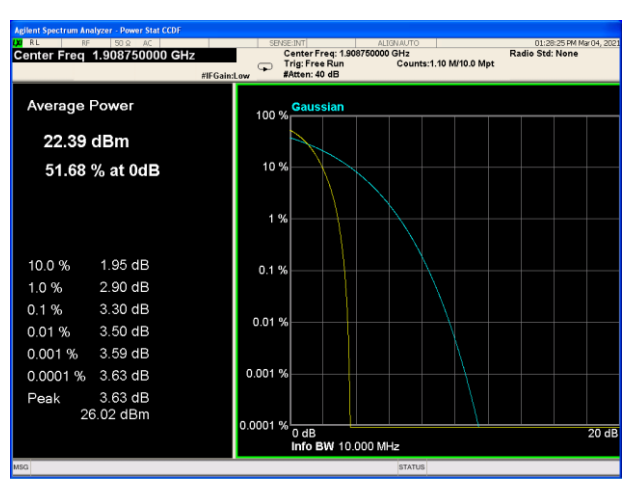 Agilent Spectrum Analyzer - Power Stat CCDF
RL RF 50 Ω AC SENSE:INT ALIGNAUTO 01:28:25 PM Mar 04, 2021
Center Freq 1.908750000 GHz
Center Freq: 1.908750000 GHz Radio Std: None
Trig: Free Run Counts:1.10 M/10.0 Mpt
#IFGain:Low #Atten: 40 dB
Average Power
22.39 dBm
51.68 % at 0dB
10.0 % 1.95 dB
1.0 % 2.90 dB
0.1 % 3.30 dB
0.01 % 3.50 dB
0.001 % 3.59 dB
0.0001 % 3.63 dB
Peak 3.63 dB
26.02 dBm
Gaussian
100 %
10 %
1 %
0.1 %
0.01 %
0.001 %
0.0001 %
0 dB 20 dB
Info BW 10.000 MHz
MSG STATUS